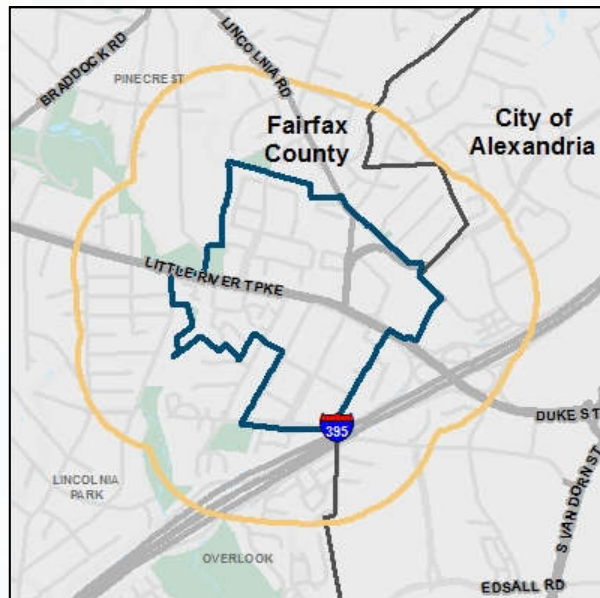 BRADDOCK RD
LINCOLNIA RD
PINECREST
Fairfax
County
City of
Alexandria
LITTLE RIVER TPKE
395
DUKE ST
LINCOLNIA
PARK
S VAN DORN ST
OVERLOOK
EDSALL RD